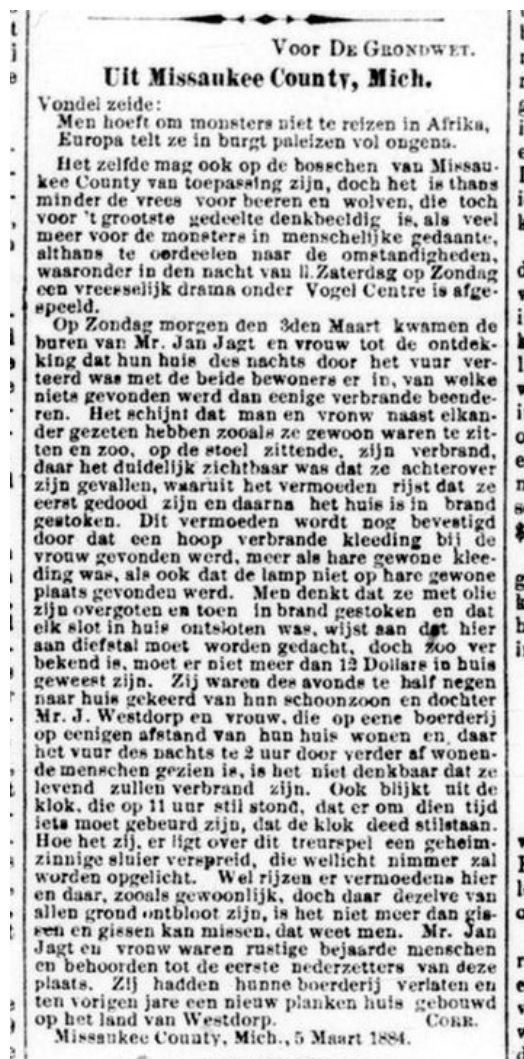 Voor DE GRONDWET.
Uit Missaukee County, Mich.
Vondel zeide:
Men hoeft om monsters niet te reizen in Afrika,
Europa telt ze in burgt paleizen vol ongena.
Het zelfde mag ook op de bosschen van Missau-
kee County van toepassing zijn, doch het is thans
minder de vrees voor beeren en wolven, die toch
voor 't grootste gedeelte denkbeeldig is, als veel
meer voor de monsters in menschelijke gedaante,
althans te oordeelen naar de omstandigheden,
waaronder in den nacht van ll. Zaterdag op Zondag
een vreesselijk drama onder Vogel Centre is afge-
speeld.
Op Zondag morgen den 3den Maart kwamen de
buren van Mr. Jan Jagt en vrouw tot de ontdek-
king dat hun huis des nachts door het vuur ver-
teerd was met de beide bewoners er in, van welke
niets gevonden werd dan eenige verbrande beende-
ren. Het schijnt dat man en vronw naast elkan-
der gezeten hebben zooals ze gewoon waren te zit-
ten en zoo, op de stoel zittende, zijn verbrand,
daar het duidelijk zichtbaar was dat ze achterover
zijn gevallen, waaruit het vermoeden rijst dat ze
eerst gedood zijn en daarna het huis is in brand
gestoken. Dit vermoeden wordt nog bevestigd
door dat een hoop verbrande kleeding bij de
vrouw gevonden werd, meer als hare gewone klee-
ding was, als ook dat de lamp niet op hare gewone
plaats gevonden werd. Men denkt dat ze met olie
zijn overgoten en toen in brand gestoken en dat
elk slot in huis ontsloten was, wijst aan dat hier
aan diefstal moet worden gedacht, doch zoo ver
bekend is, moet er niet meer dan 12 Dollars in huis
geweest zijn. Zij waren des avonds te half negen
naar huis gekeerd van hun schoonzoon en dochter
Mr. J. Westdorp en vrouw, die op eene boerderij
op eenigen afstand van hun huis wonen en, daar
het vuur des nachts te 2 uur door verder af wonen-
de menschen gezien is, is het niet denkbaar dat ze
levend zullen verbrand zijn. Ook blijkt uit de
klok, die op 11 uur stil stond, dat er om dien tijd
iets moet gebeurd zijn, dat de klok deed stilstaan.
Hoe het zij, er ligt over dit treurspel een geheim-
zinnige sluier verspreid, die wellicht nimmer zal
worden opgelicht. Wel rijzen er vermoedens hier
en daar, zooals gewoonlijk, doch daar dezelve van
allen grond ontbloot zijn, is het niet meer dan gis-
sen en gissen kan missen, dat weet men. Mr. Jan
Jagt en vrouw waren rustige bejaarde menschen
en behoorden tot de eerste nederzetters van deze
plaats. Zij hadden hunne boerderij verlaten en
ten vorigen jare een nieuw planken huis gebouwd
op het land van Westdorp. CORR.
Missaukee County, Mich., 5 Maart 1884.